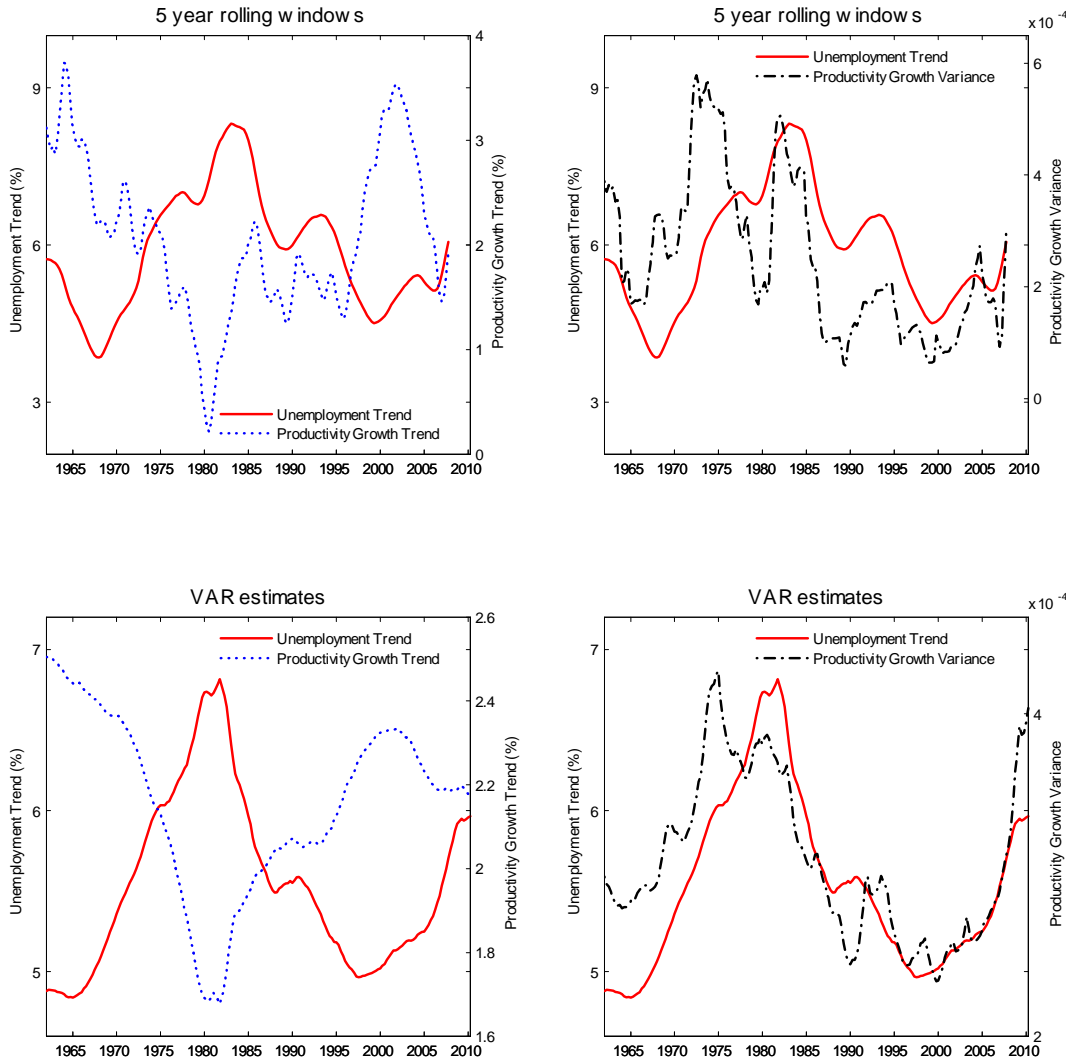 5 year rolling windows
Unemployment Trend (%)
9
6
3
4
3
2
1
0
Productivity Growth Trend (%)
Unemployment Trend
Productivity Growth Trend
1965 1970 1975 1980 1985 1990 1995 2000 2005 2010
5 year rolling windows
x 10 -4
Unemployment Trend (%)
9
6
3
6
4
2
0
Productivity Growth Variance
Unemployment Trend
Productivity Growth Variance
1965 1970 1975 1980 1985 1990 1995 2000 2005 2010
VAR estimates
Unemployment Trend (%)
7
6
5
2.6
2.4
2.2
2
1.8
1.6
Productivity Growth Trend (%)
Unemployment Trend
Productivity Growth Trend
1965 1970 1975 1980 1985 1990 1995 2000 2005 2010
VAR estimates
x 10 -4
Unemployment Trend (%)
7
6
5
4
2
Productivity Growth Variance
Unemployment Trend
Productivity Growth Variance
1965 1970 1975 1980 1985 1990 1995 2000 2005 2010